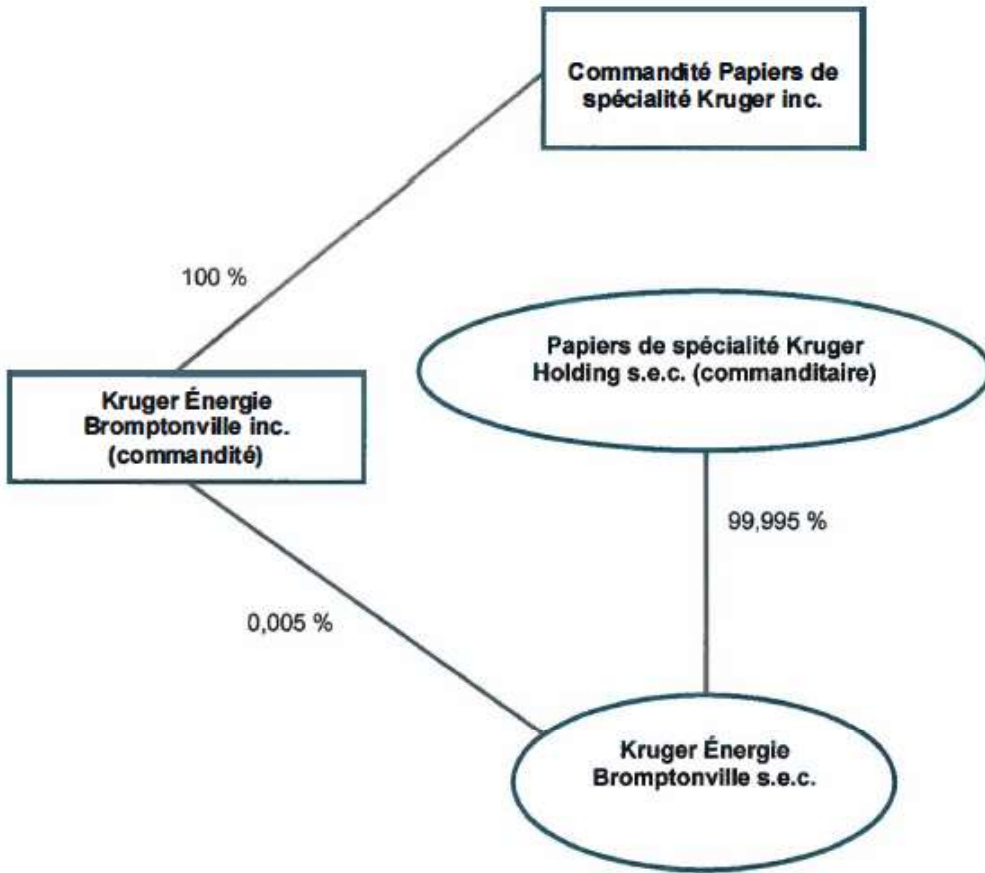 Commandité Papiers de
spécialité Kruger inc.
100 %
Papiers de spécialité Kruger
Holding s.e.c. (commanditaire)
Kruger Énergie
Bromptonville inc.
(commandité)
99,995 %
0,005 %
Kruger Énergie
Bromptonville s.e.c.